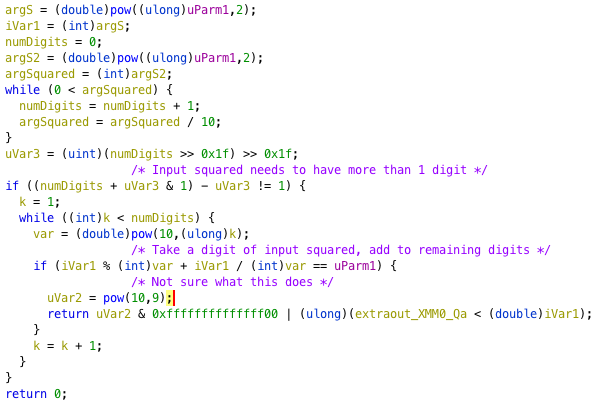 argS = (double)pow((ulong)uParm1,2);
iVar1 = (int)argS;
numDigits = 0;
argS2 = (double)pow((ulong)uParm1,2);
argSquared = (int)argS2;
while (0 < argSquared) {
numDigits = numDigits + 1;
argSquared = argSquared / 10;
}
uVar3 = (uint)(numDigits >> 0x1f) >> 0x1f;
/* Input squared needs to have more than 1 digit */
if ((numDigits + uVar3 & 1) - uVar3 != 1) {
k = 1;
while ((int)k < numDigits) {
var = (double)pow(10,(ulong)k);
/* Take a digit of input squared, add to remaining digits */
if (iVar1 % (int)var + iVar1 / (int)var == uParm1) {
/* Not sure what this does */
uVar2 = pow(10,9);
return uVar2 & 0xffffffffffffff00 | (ulong)(extraout_XMM0_Qa < (double)iVar1);
}
k = k + 1;
}
}
return 0;